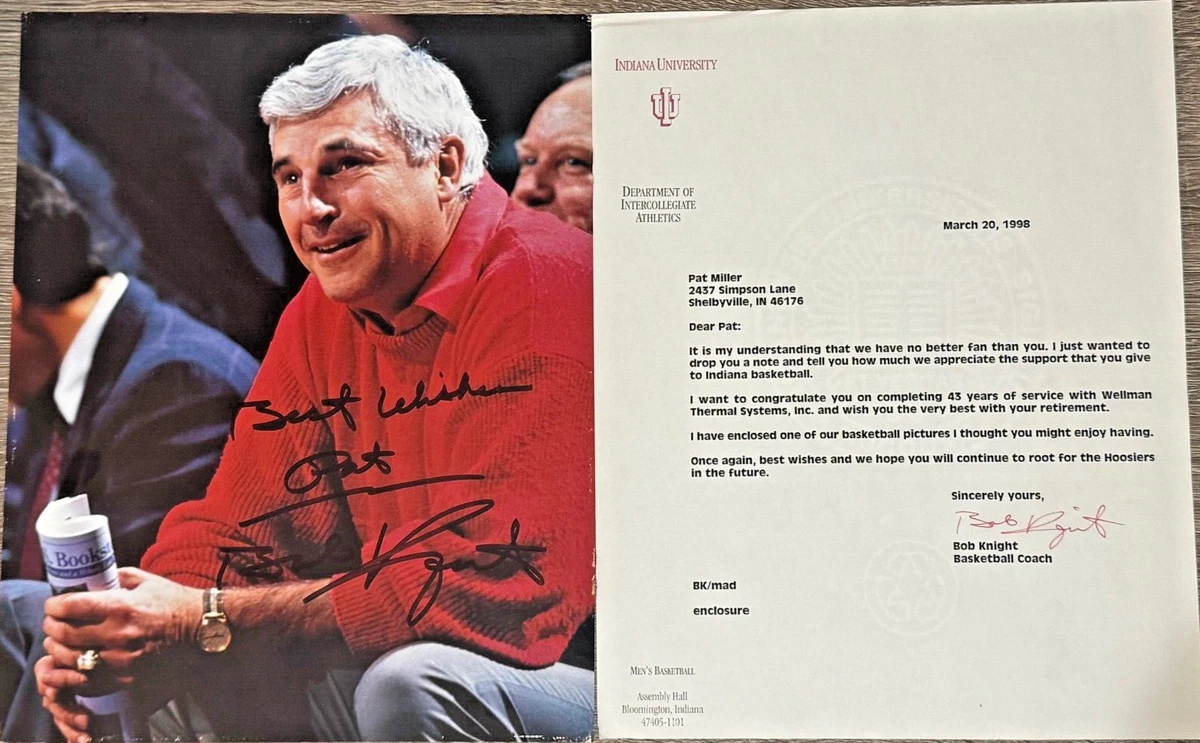 Best Wishes
Pat
Bob Knight
. Books
INDIANA UNIVERSITY
IU
DEPARTMENT OF
INTERCOLLEGIATE
ATHLETICS
March 20, 1998
Pat Miller
2437 Simpson Lane
Shelbyville, IN 46176
Dear Pat:
It is my understanding that we have no better fan than you. I just wanted to
drop you a note and tell you how much we appreciate the support that you give
to Indiana basketball.
I want to congratulate you on completing 43 years of service with Wellman
Thermal Systems, Inc. and wish you the very best with your retirement.
I have enclosed one of our basketball pictures I thought you might enjoy having.
Once again, best wishes and we hope you will continue to root for the Hoosiers
in the future.
Sincerely yours,
Bob Knight
Bob Knight
Basketball Coach
BK/mad
enclosure
MEN'S BASKETBALL
Assembly Hall
Bloomington, Indiana
47405-1101